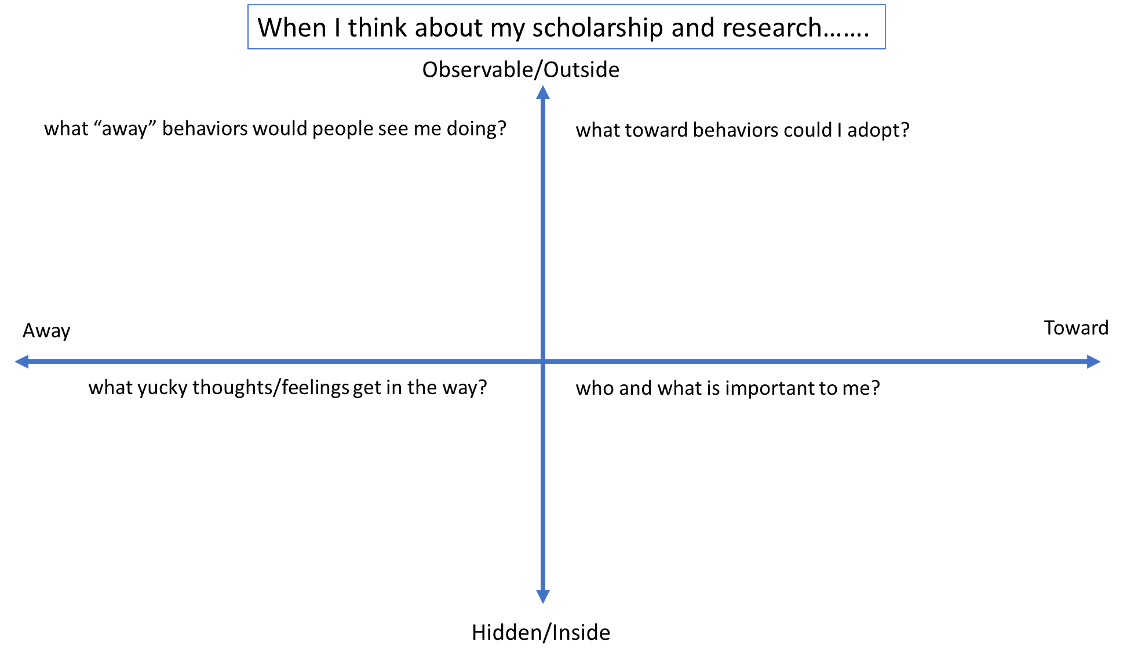 When I think about my scholarship and research…….
Observable/Outside
what “away” behaviors would people see me doing?
what toward behaviors could I adopt?
Away
Toward
what yucky thoughts/feelings get in the way?
who and what is important to me?
Hidden/Inside